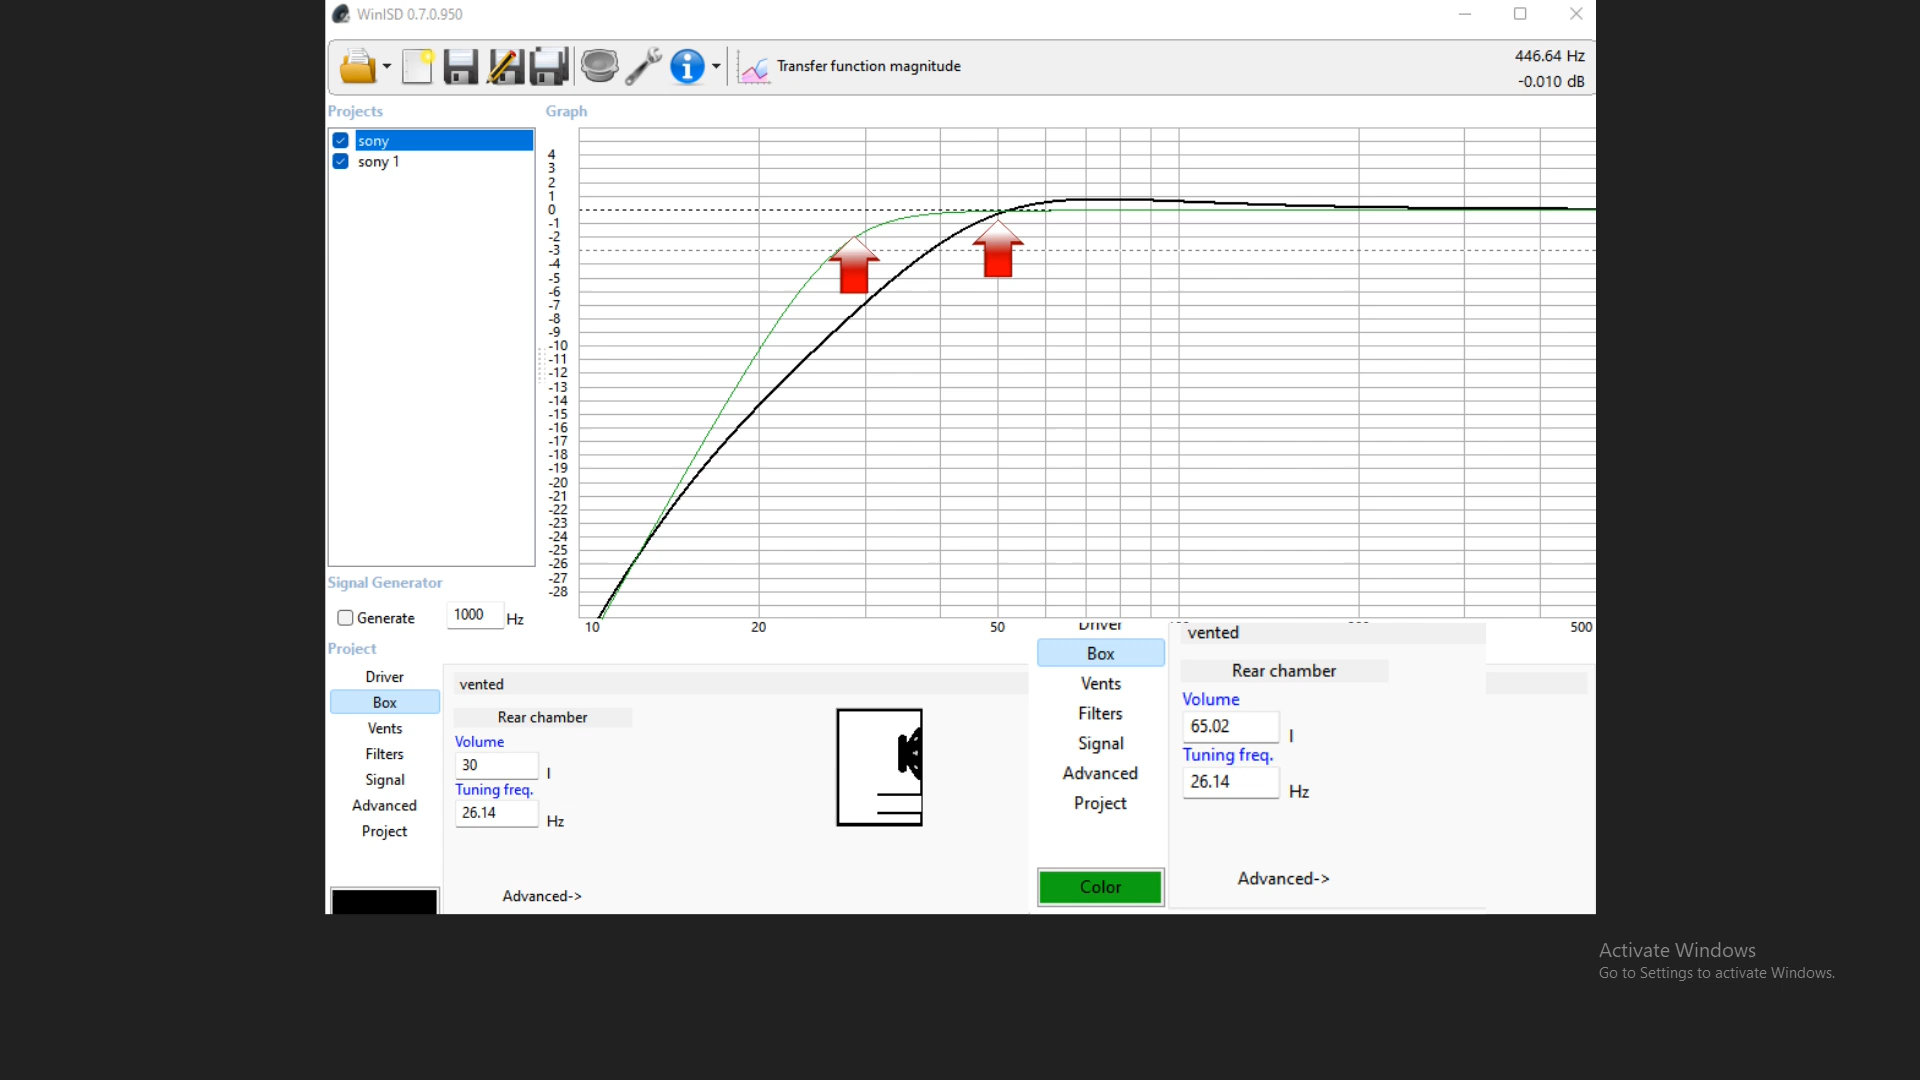 WinISD 0.7.0.950
Transfer function magnitude
446.64 Hz
-0.010 dB
Projects
Graph
sony
sony 1
4
3
2
1
0
-1
-2
-3
-4
-5
-6
-7
-8
-9
-10
-11
-12
-13
-14
-15
-16
-17
-18
-19
-20
-21
-22
-23
-24
-25
-26
-27
-28
10
20
50
500
Signal Generator
Generate
1000 Hz
Project
Driver
Box
Vents
Filters
Signal
Advanced
Project
vented
Rear chamber
Volume
30 l
Tuning freq.
26.14 Hz
Advanced->
Driver
Box
Vents
Filters
Signal
Advanced
Project
Color
vented
Rear chamber
Volume
65.02 l
Tuning freq.
26.14 Hz
Advanced->
Activate Windows
Go to Settings to activate Windows.